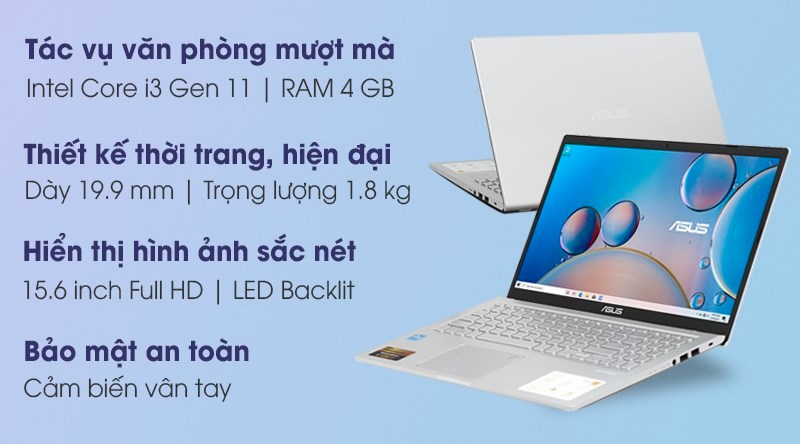 Tác vụ văn phòng mượt mà
Intel Core i3 Gen 11 | RAM 4 GB
Thiết kế thời trang, hiện đại
Dày 19.9 mm | Trọng lượng 1.8 kg
Hiển thị hình ảnh sắc nét
15.6 inch Full HD | LED Backlit
Bảo mật an toàn
Cảm biến vân tay
ASUS
ASUS
ASUS